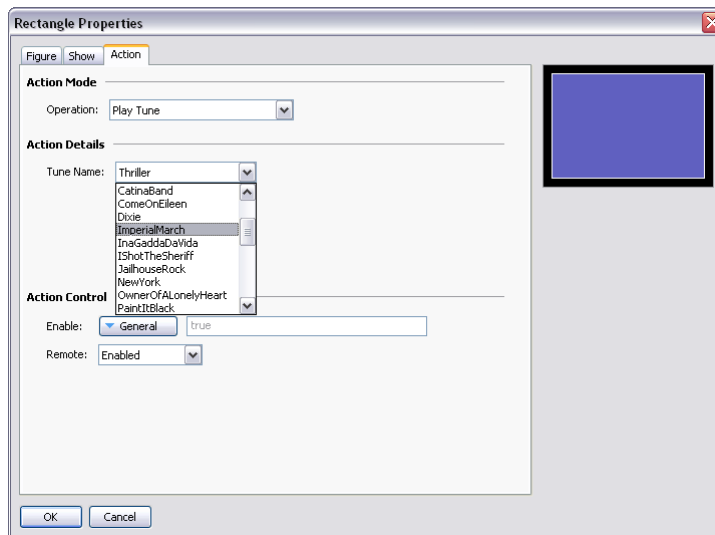 Rectangle Properties
Figure Show Action
Action Mode
Operation: Play Tune
Action Details
Tune Name: Thriller
CatinaBand
ComeOnEileen
Dixie
ImperialMarch
InaGaddaDaVida
IShotTheSheriff
JailhouseRock
NewYork
OwnerOfALonelyHeart
PaintItBlack
Action Control
Enable: General true
Remote: Enabled
OK Cancel